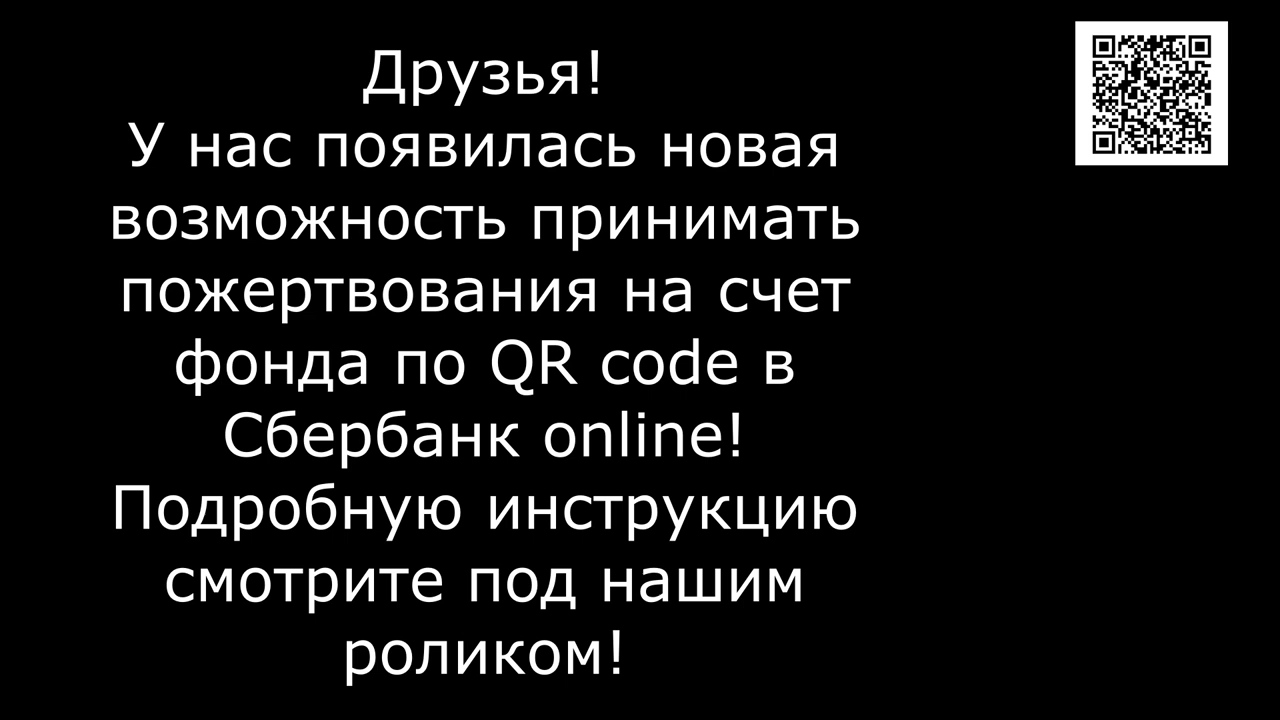 Друзья!
У нас появилась новая
возможность принимать
пожертвования на счет
фонда по QR code в
Сбербанк online!
Подробную инструкцию
смотрите под нашим
роликом!